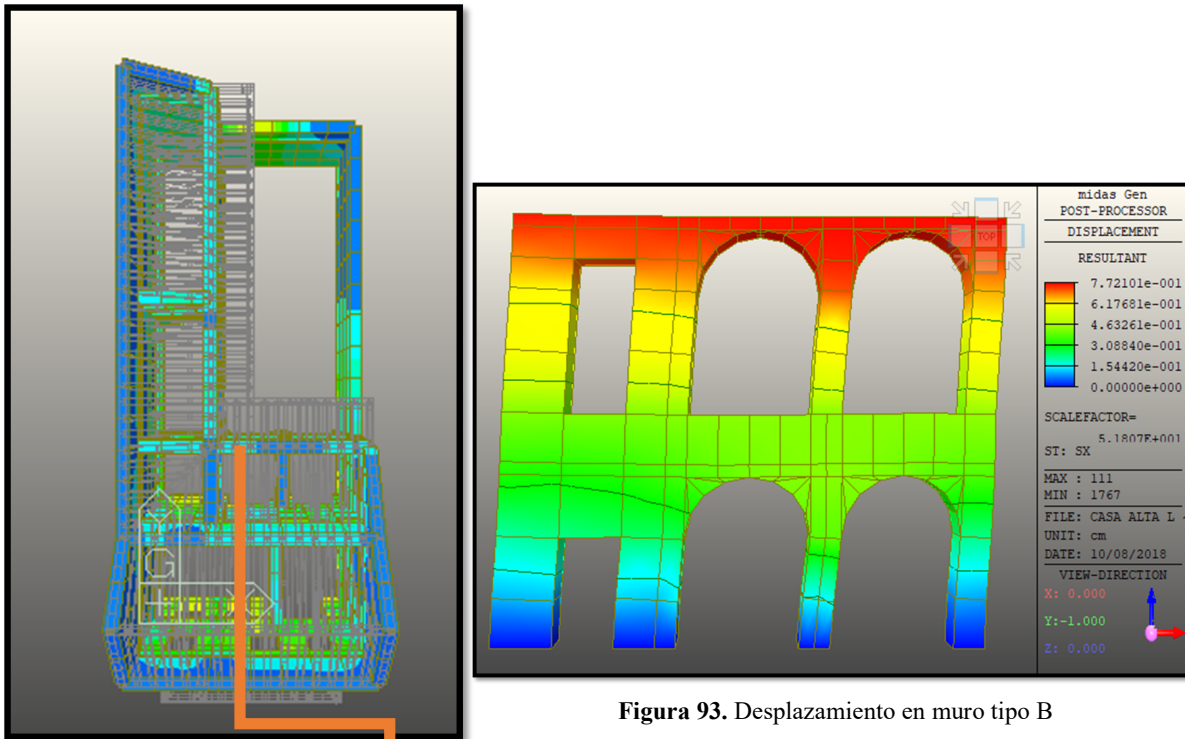 midas Gen
POST-PROCESSOR
DISPLACEMENT
RESULTANT
7.72101e-001
6.17681e-001
4.63261e-001
3.08840e-001
1.54420e-001
0.00000e+000
SCALEFACTOR=
5.1807E+001
ST: SX
MAX : 111
MIN : 1767
FILE: CASA ALTA L
UNIT: cm
DATE: 10/08/2018
VIEW-DIRECTION
X: 0.000
Y:-1.000
Z: 0.000
TOP
Figura 93. Desplazamiento en muro tipo B